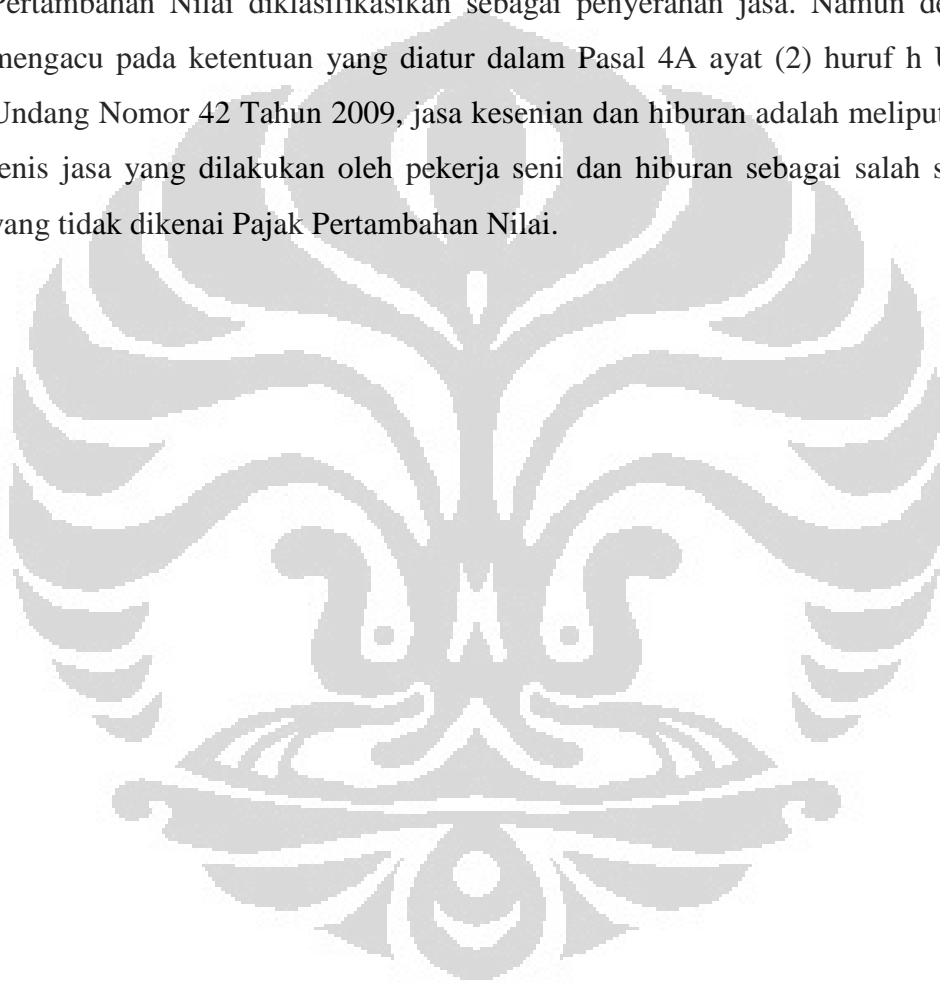 Pertambahan Nilai diklasifikasikan sebagai penyerahan jasa. Namun de
mengacu pada ketentuan yang diatur dalam Pasal 4A ayat (2) huruf h U
Undang Nomor 42 Tahun 2009, jasa kesenian dan hiburan adalah meliput
jenis jasa yang dilakukan oleh pekerja seni dan hiburan sebagai salah s
yang tidak dikenai Pajak Pertambahan Nilai.